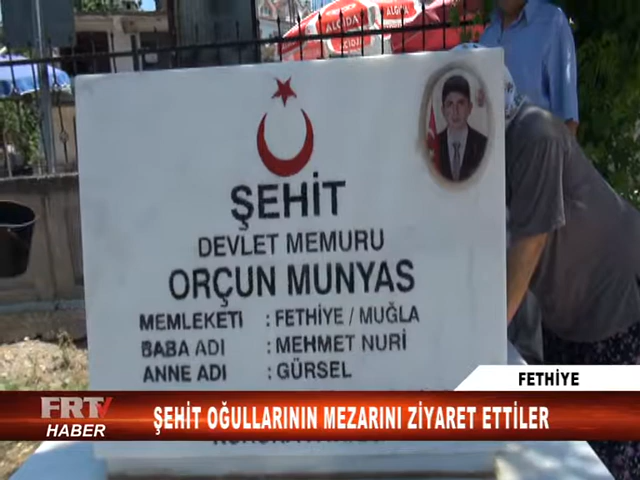 ALGIDA
ŞEHİT
DEVLET MEMURU
ORÇUN MUNYAS
MEMLEKETI : FETHİYE / MUĞLA
BABA ADI : MEHMET NURİ
ANNE ADI : GÜRSEL
FETHİYE
FRTV
HABER
ŞEHİT OĞULLARININ MEZARINI ZİYARET ETTİLER